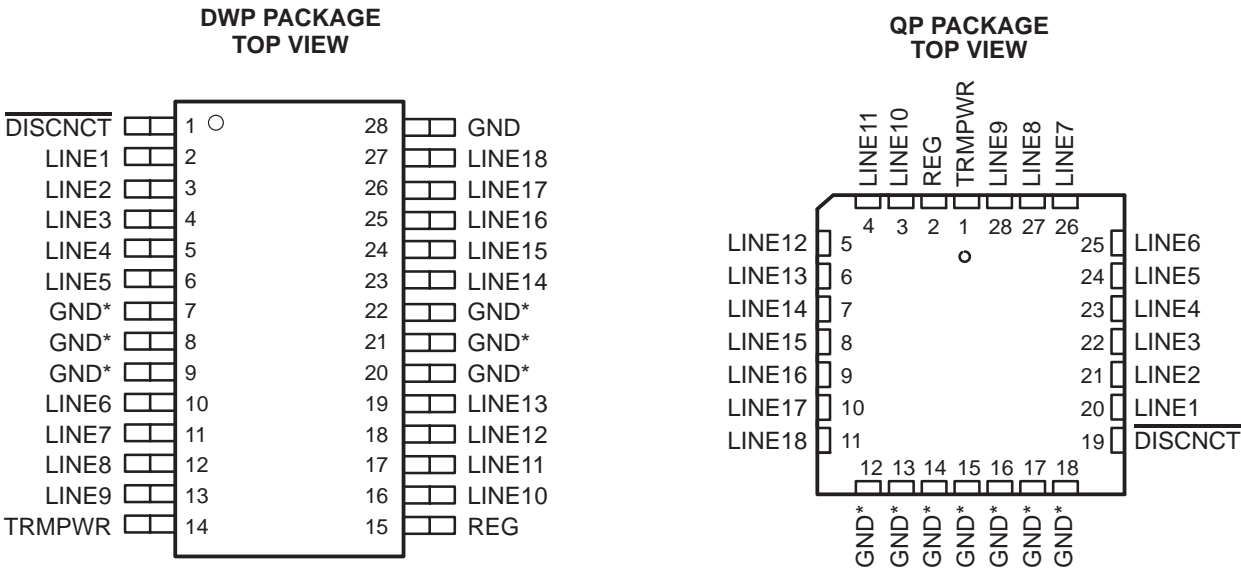 DWP PACKAGE
TOP VIEW
DISCNCT 1 28 GND
LINE1 2 27 LINE18
LINE2 3 26 LINE17
LINE3 4 25 LINE16
LINE4 5 24 LINE15
LINE5 6 23 LINE14
GND* 7 22 GND*
GND* 8 21 GND*
GND* 9 20 GND*
LINE6 10 19 LINE13
LINE7 11 18 LINE12
LINE8 12 17 LINE11
LINE9 13 16 LINE10
TRMPWR 14 15 REG
QP PACKAGE
TOP VIEW
LINE11 LINE10 REG TRMPWR LINE9 LINE8 LINE7
4 3 2 1 28 27 26
LINE12 5 25 LINE6
LINE13 6 24 LINE5
LINE14 7 23 LINE4
LINE15 8 22 LINE3
LINE16 9 21 LINE2
LINE17 10 20 LINE1
LINE18 11 19 DISCNCT
12 13 14 15 16 17 18
GND* GND* GND* GND* GND* GND* GND*